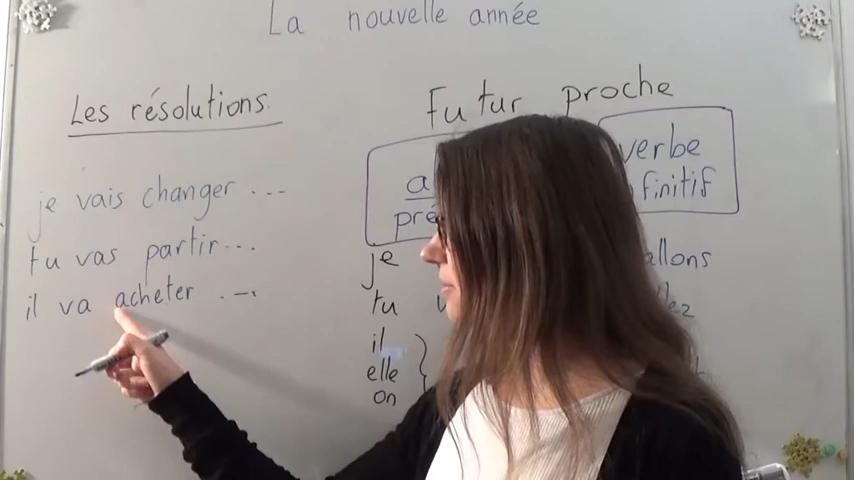 La nouvelle année
Les résolutions
je vais changer ...
tu vas partir...
il va acheter ...
Futur proche
verbe
infinitif
je
tu
il
elle
on
allons